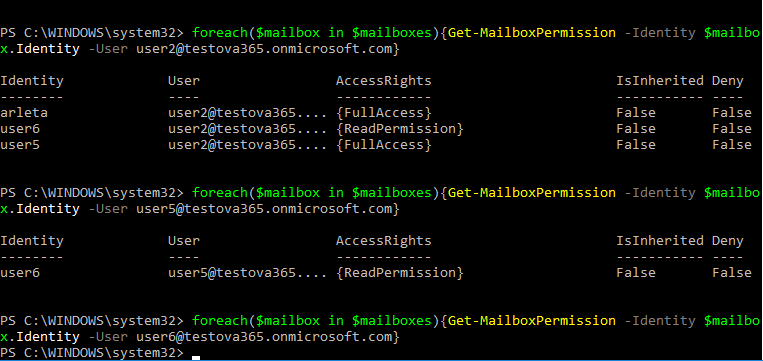 PS C:\WINDOWS\system32> foreach($mailbox in $mailboxes){Get-MailboxPermission -Identity $mailbo
x.Identity -User user2@testova365.onmicrosoft.com}
Identity User AccessRights IsInherited Deny
-------- ---- ------------ ----------- ----
arleta user2@testova365.... {FullAccess} False False
user6 user2@testova365.... {ReadPermission} False False
user5 user2@testova365.... {FullAccess} False False
PS C:\WINDOWS\system32> foreach($mailbox in $mailboxes){Get-MailboxPermission -Identity $mailbo
x.Identity -User user5@testova365.onmicrosoft.com}
Identity User AccessRights IsInherited Deny
-------- ---- ------------ ----------- ----
user6 user5@testova365.... {ReadPermission} False False
PS C:\WINDOWS\system32> foreach($mailbox in $mailboxes){Get-MailboxPermission -Identity $mailbo
x.Identity -User user6@testova365.onmicrosoft.com}
PS C:\WINDOWS\system32>